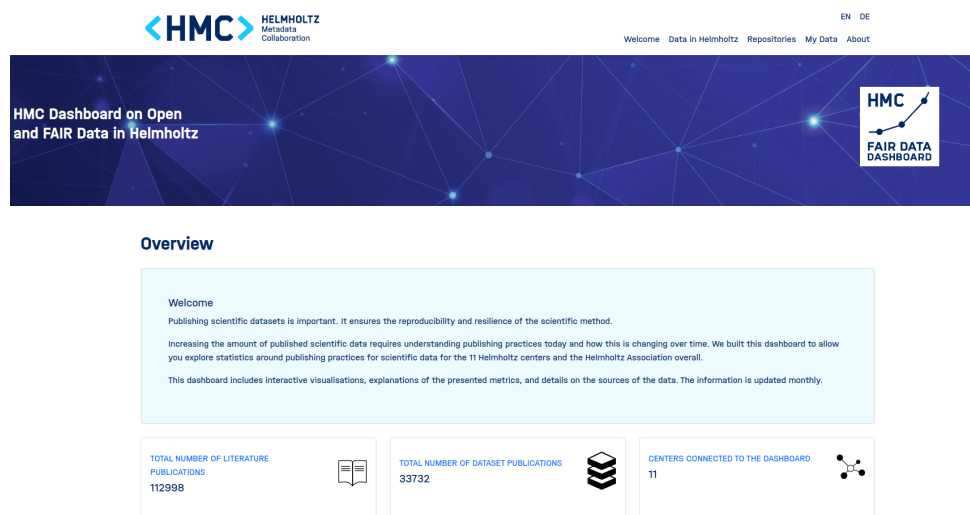 <HMC> HELMHOLTZ
Metadata
Collaboration
EN DE
Welcome Data in Helmholtz Repositories My Data About
HMC Dashboard on Open
and FAIR Data in Helmholtz
HMC
FAIR DATA
DASHBOARD
Overview
Welcome
Publishing scientific datasets is important. It ensures the reproducibility and resilience of the scientific method.
Increasing the amount of published scientific data requires understanding publishing practices today and how this is changing over time. We built this dashboard to allow
you explore statistics around publishing practices for scientific data for the 11 Helmholtz centers and the Helmholtz Association overall.
This dashboard includes interactive visualisations, explanations of the presented metrics, and details on the sources of the data. The information is updated monthly.
TOTAL NUMBER OF LITERATURE
PUBLICATIONS
112998
TOTAL NUMBER OF DATASET PUBLICATIONS
33732
CENTERS CONNECTED TO THE DASHBOARD
11